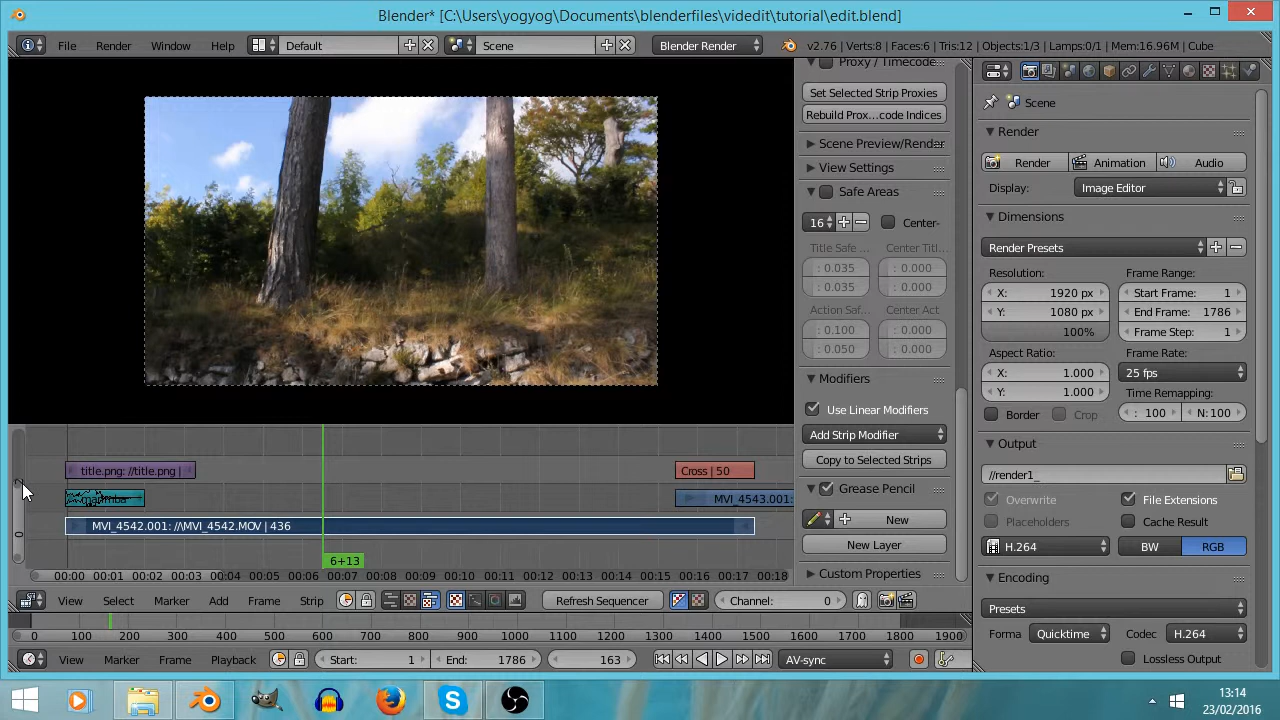 Blender* [C:\Users\yogyog\Documents\blenderfiles\videdit\tutorial\edit.blend]
File Render Window Help Default Scene Blender Render v2.76 | Verts:8 | Faces:6 | Tris:12 | Objects:1/3 | Lamps:0/1 | Mem:16.96M | Cube
Proxy / Timecode
Set Selected Strip Proxies
Rebuild Prox...code Indices
Scene Preview/Render
View Settings
Safe Areas
16 Center-
Title Safe ... Center Titl...
: 0.035 : 0.000
: 0.035 : 0.000
Action Saf... Center Act
: 0.100 : 0.000
: 0.050 : 0.000
Modifiers
Use Linear Modifiers
Add Strip Modifier
Copy to Selected Strips
Grease Pencil
New
New Layer
Custom Properties
Scene
Render
Render Animation Audio
Display: Image Editor
Dimensions
Render Presets
Resolution: Frame Range:
X: 1920 px Start Frame: 1
Y: 1080 px End Frame: 1786
100% Frame Step: 1
Aspect Ratio: Frame Rate:
X: 1.000 25 fps
Y: 1.000 Time Remapping:
Border Crop : 100 N: 100
Output
//render1_
Overwrite File Extensions
Placeholders Cache Result
H.264 BW RGB
Encoding
Presets
Forma Quicktime Codec H.264
Lossless Output
title.png: //title.png | Cross | 50
MVI_4543.001:
MVI_4542.001: //\MVI_4542.MOV | 436
2
0
6+13
00:00 00:01 00:02 00:03 00:04 00:05 00:06 00:07 00:08 00:09 00:10 00:11 00:12 00:13 00:14 00:15 00:16 00:17 00:18
View Select Marker Add Frame Strip Refresh Sequencer Channel: 0
0 100 200 300 400 500 600 700 800 900 1000 1100 1200 1300 1400 1500 1600 1700 1800 1900
View Marker Frame Playback Start: 1 End: 1786 163 AV-sync
13:14
23/02/2016